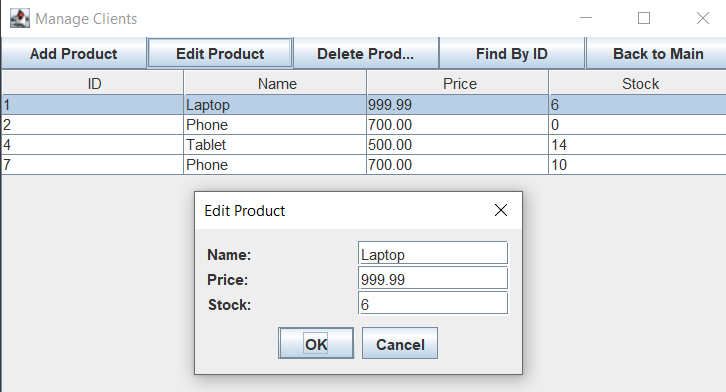 Manage Clients
Add Product Edit Product Delete Prod... Find By ID Back to Main
ID Name Price Stock
1 Laptop 999.99 6
2 Phone 700.00 0
4 Tablet 500.00 14
7 Phone 700.00 10
Edit Product
Name: Laptop
Price: 999.99
Stock: 6
OK Cancel